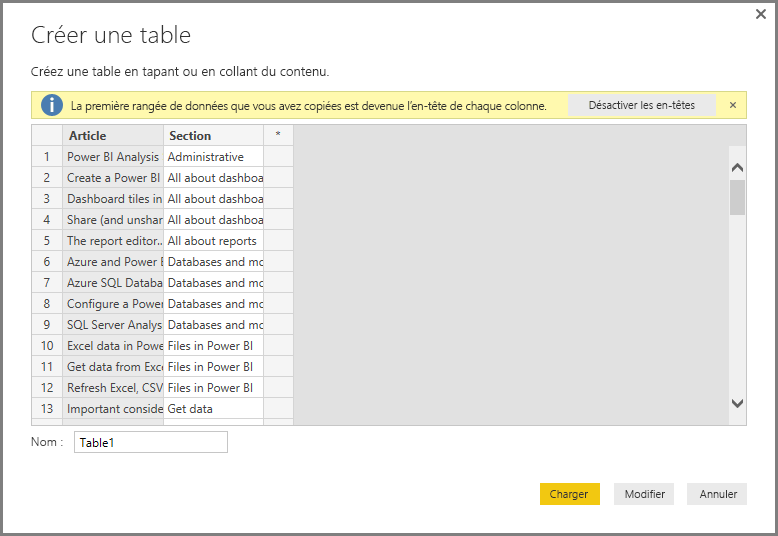 Créer une table
Créez une table en tapant ou en collant du contenu.
La première rangée de données que vous avez copiées est devenue l'en-tête de chaque colonne. Désactiver les en-têtes
Article Section *
1 Power BI Analysis Administrative
2 Create a Power BI All about dashboa
3 Dashboard tiles in All about dashboa
4 Share (and unshar All about dashboa
5 The report editor.. All about reports
6 Azure and Power B Databases and mo
7 Azure SQL Databa Databases and mo
8 Configure a Power Databases and mo
9 SQL Server Analys Databases and mo
10 Excel data in Powe Files in Power BI
11 Get data from Exc Files in Power BI
12 Refresh Excel, CSV Files in Power BI
13 Important conside Get data
Nom : Table1
Charger Modifier Annuler